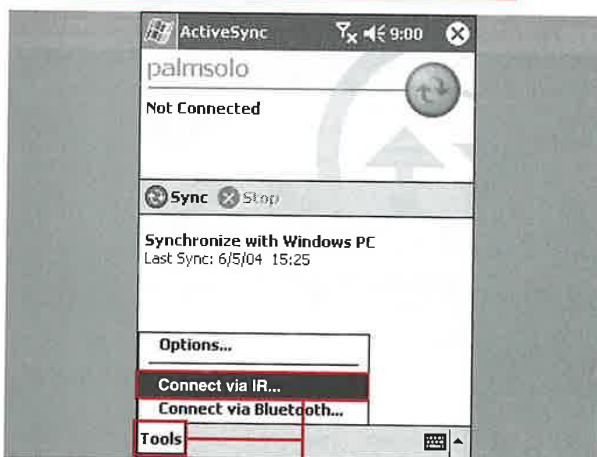 ActiveSync 9:00
palmsolo
Not Connected
Sync Stop
Synchronize with Windows PC
Last Sync: 6/5/04 15:25
Options...
Connect via IR...
Connect via Bluetooth...
Tools